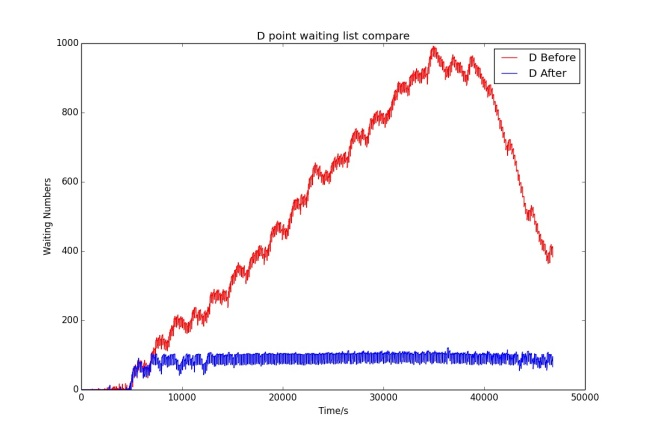 D point waiting list compare
1000
800
600
400
200
0
Waiting Numbers
D Before
D After
0 10000 20000 30000 40000 50000
Time/s